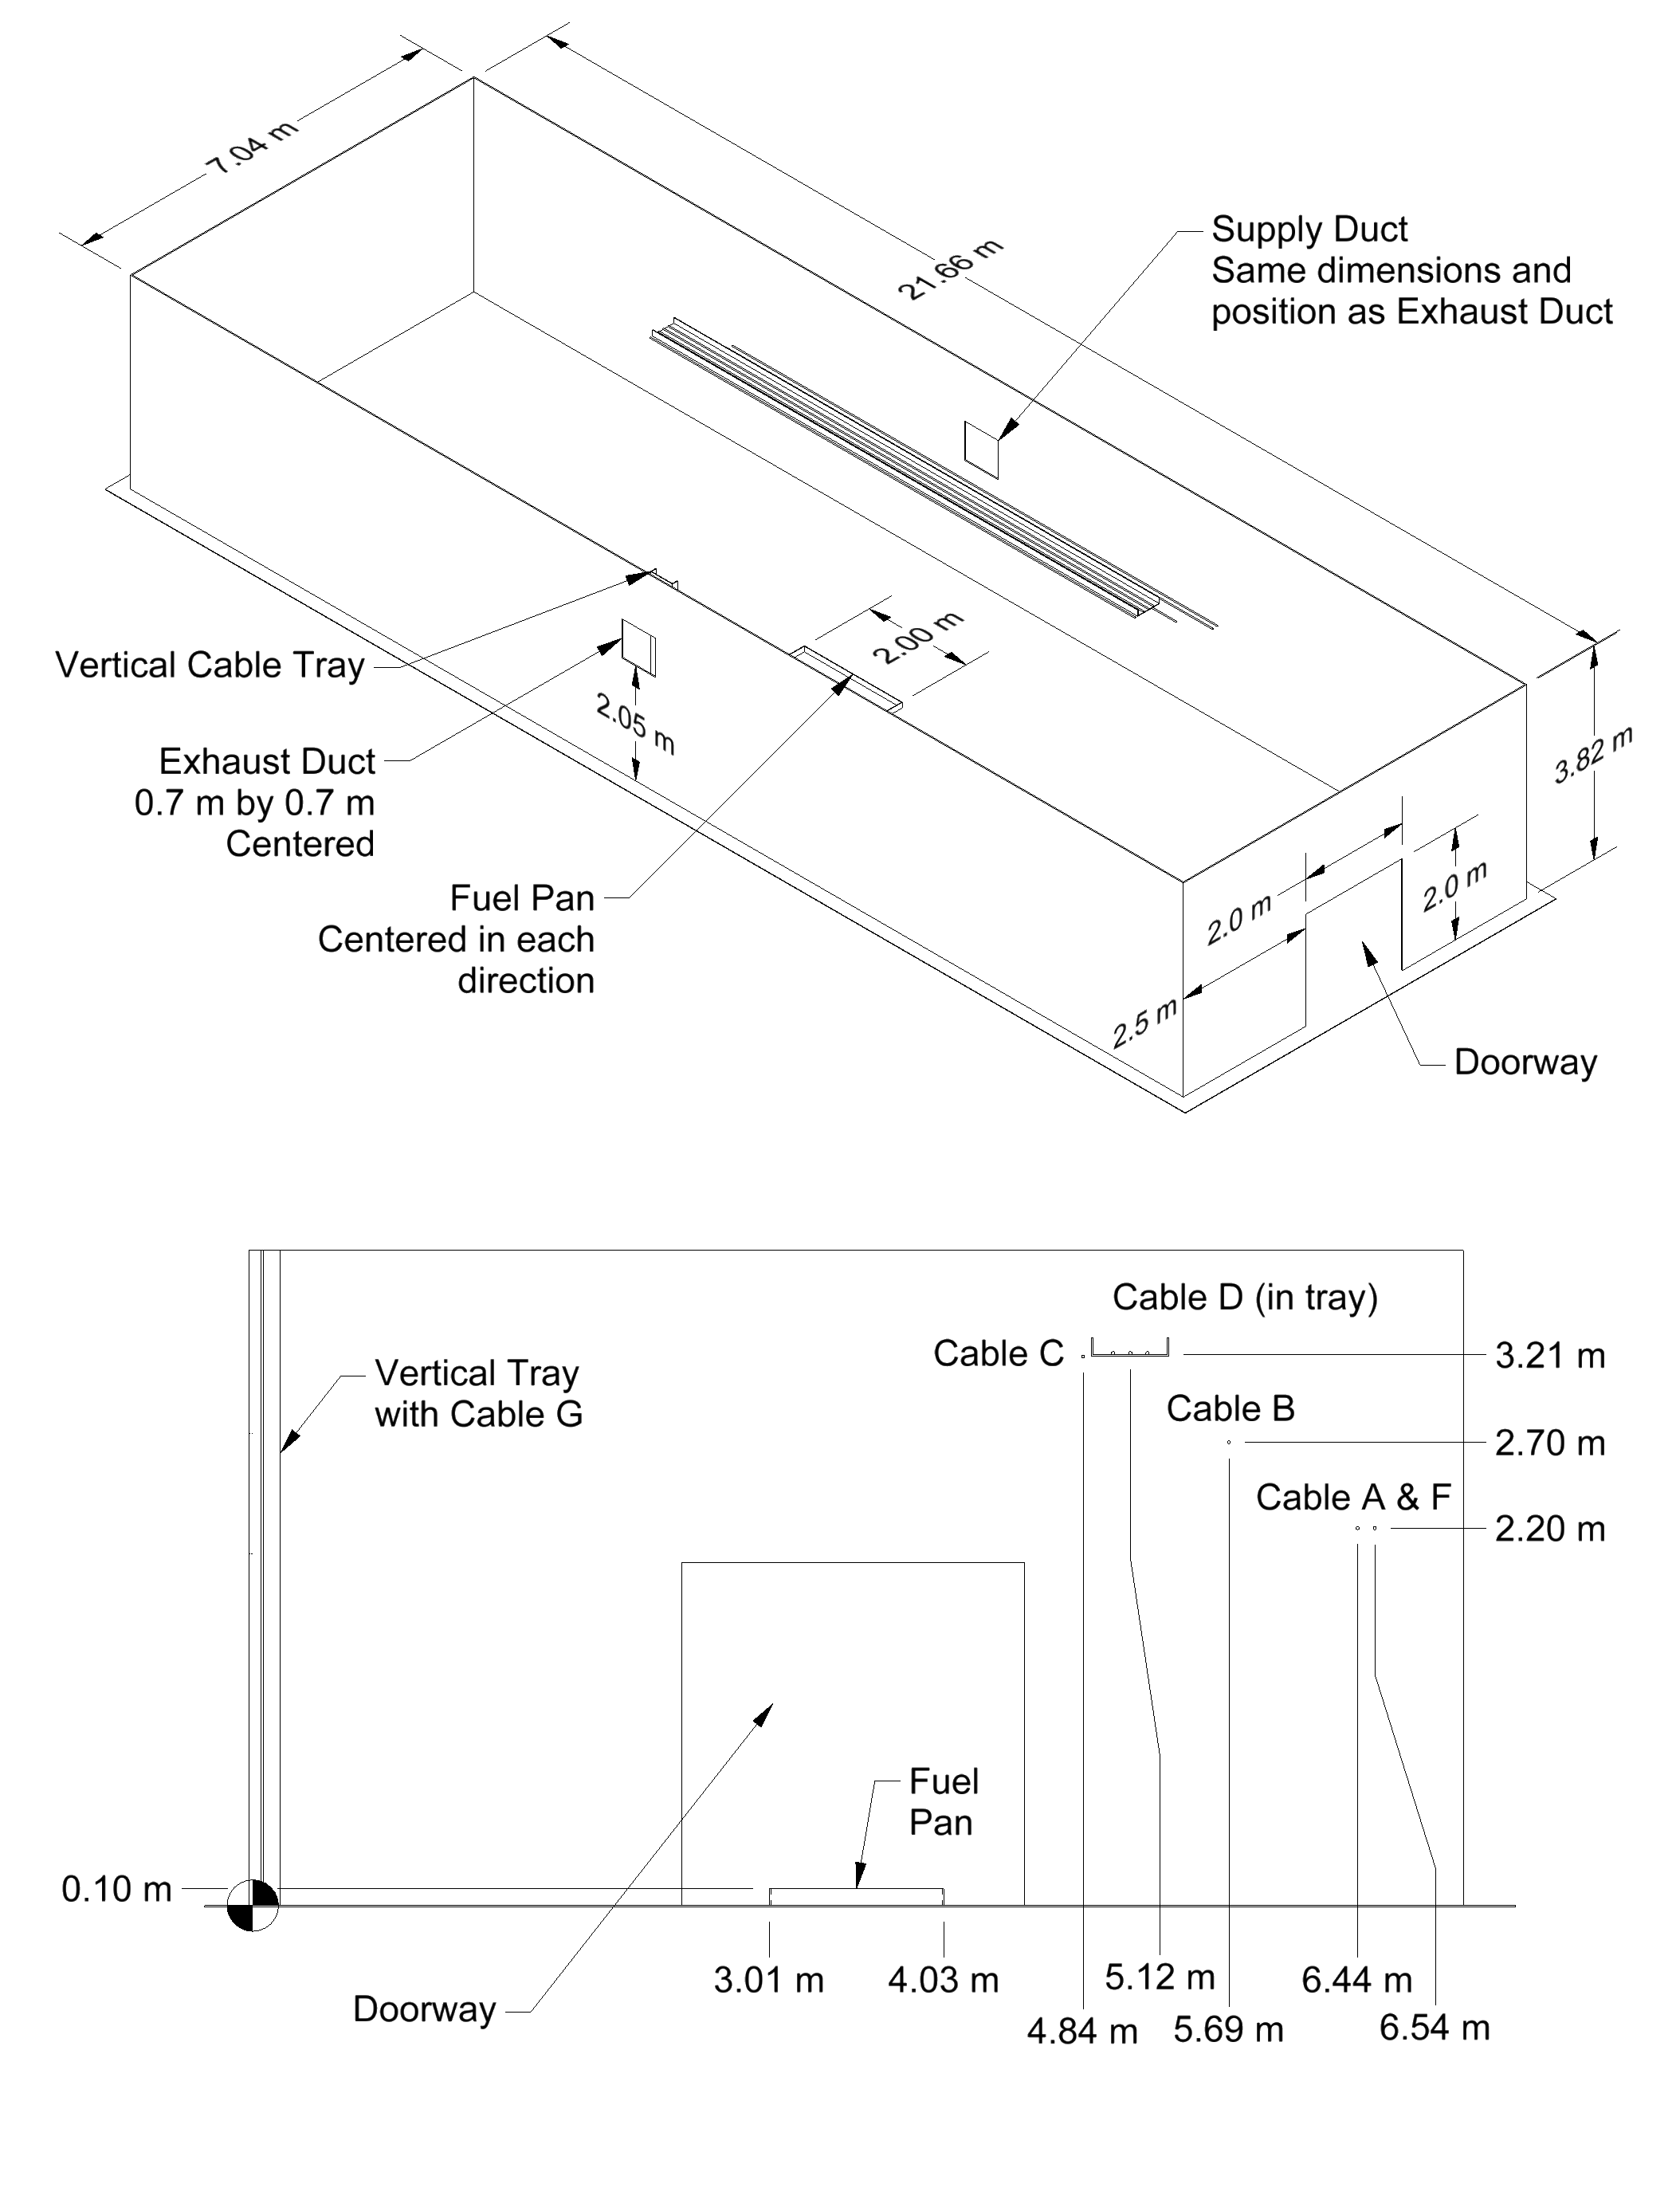 7.04 m
21.66 m
Supply Duct
Same dimensions and
position as Exhaust Duct
Vertical Cable Tray
2.00 m
2.05 m
Exhaust Duct
0.7 m by 0.7 m
Centered
3.82 m
Fuel Pan
Centered in each
direction
2.0 m
2.0 m
2.5 m
Doorway
Cable D (in tray)
Cable C
3.21 m
Vertical Tray
with Cable G
Cable B
2.70 m
Cable A & F
2.20 m
Fuel
Pan
0.10 m
3.01 m
4.03 m
5.12 m
6.44 m
Doorway
4.84 m
5.69 m
6.54 m